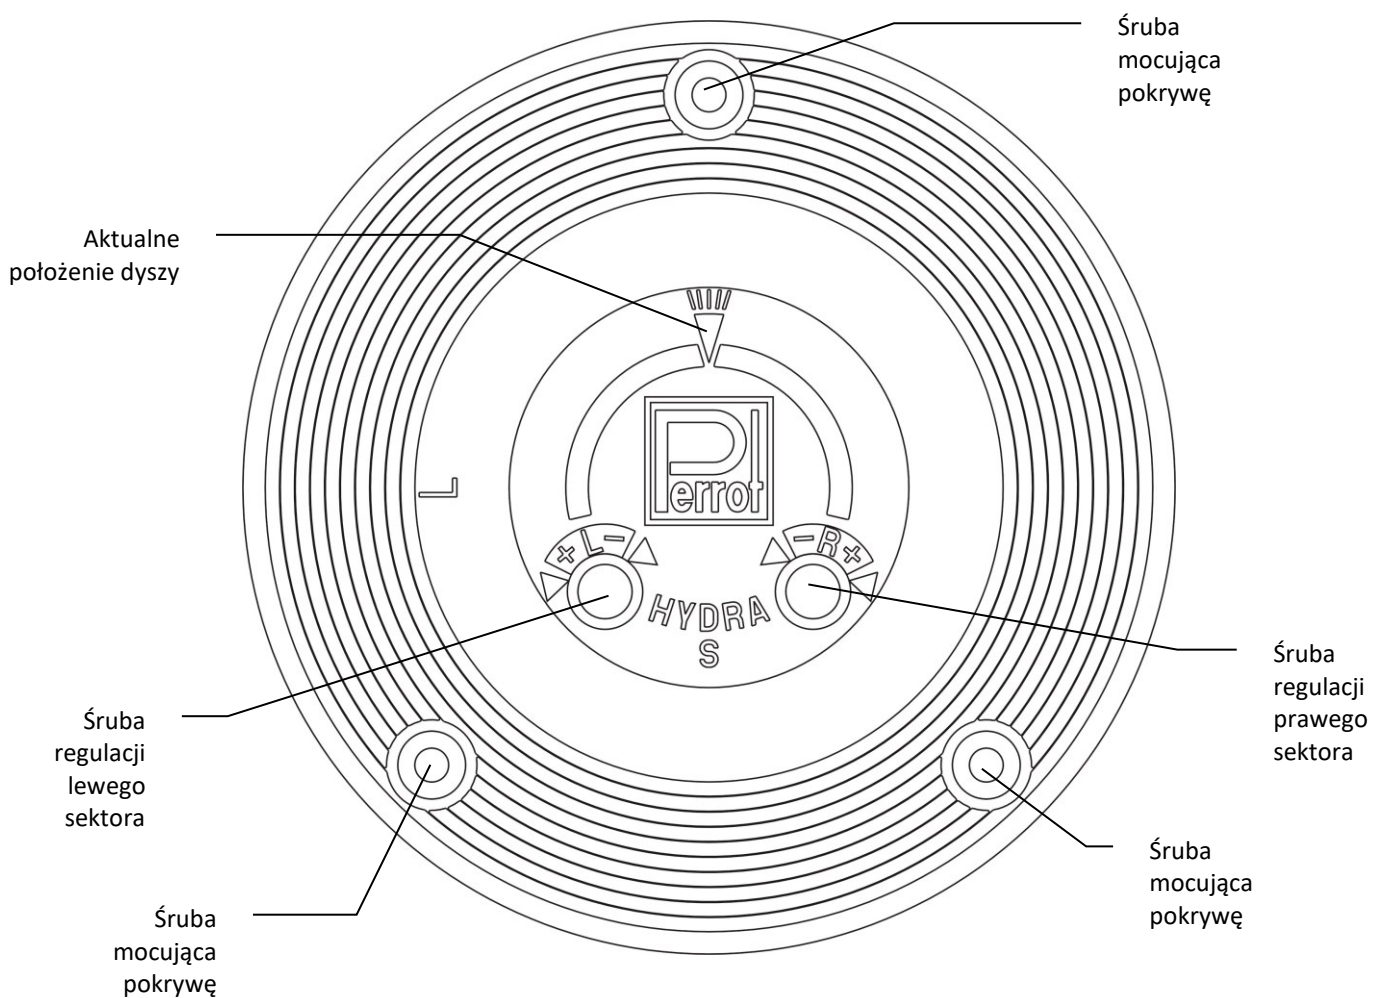 Śruba
mocująca
pokrywę
Aktualne
położenie dyszy
L
Perrot
+ L −
− R +
HYDRA
S
Śruba
regulacji
prawego
sektora
Śruba
regulacji
lewego
sektora
Śruba
mocująca
pokrywę
Śruba
mocująca
pokrywę